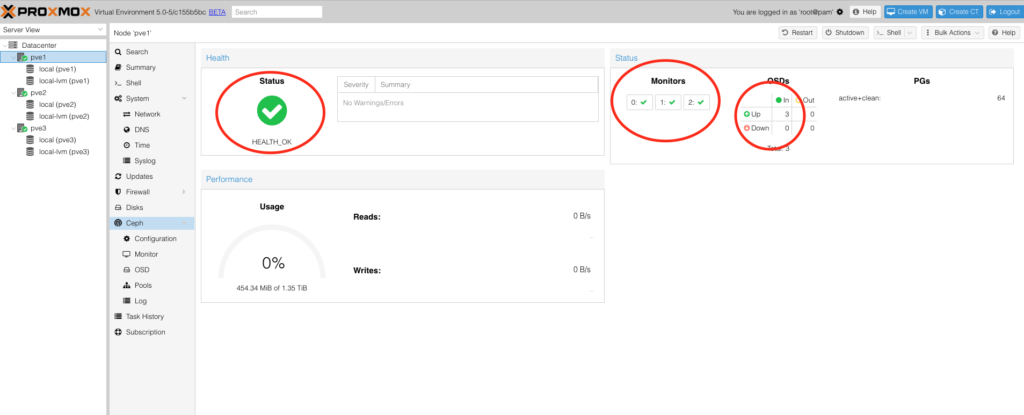 PROXMOX Virtual Environment 5.0-5/c155b5bc BETA Search You are logged in as 'root@pam' Help Create VM Create CT Logout
Server View
Datacenter
pve1
local (pve1)
local-lvm (pve1)
pve2
local (pve2)
local-lvm (pve2)
pve3
local (pve3)
local-lvm (pve3)
Node 'pve1' Restart Shutdown >_ Shell Bulk Actions Help
Search
Summary
>_ Shell
System
Network
DNS
Time
Syslog
Updates
Firewall
Disks
Ceph
Configuration
Monitor
OSD
Pools
Log
Task History
Subscription
Health
Status
HEALTH_OK
Severity Summary
No Warnings/Errors
Status
Monitors
0: 1: 2:
OSDs
In Out
Up 3 0
Down 0 0
Total: 3
PGs
active+clean: 64
Performance
Usage
0%
454.34 MiB of 1.35 TiB
Reads: 0 B/s
Writes: 0 B/s